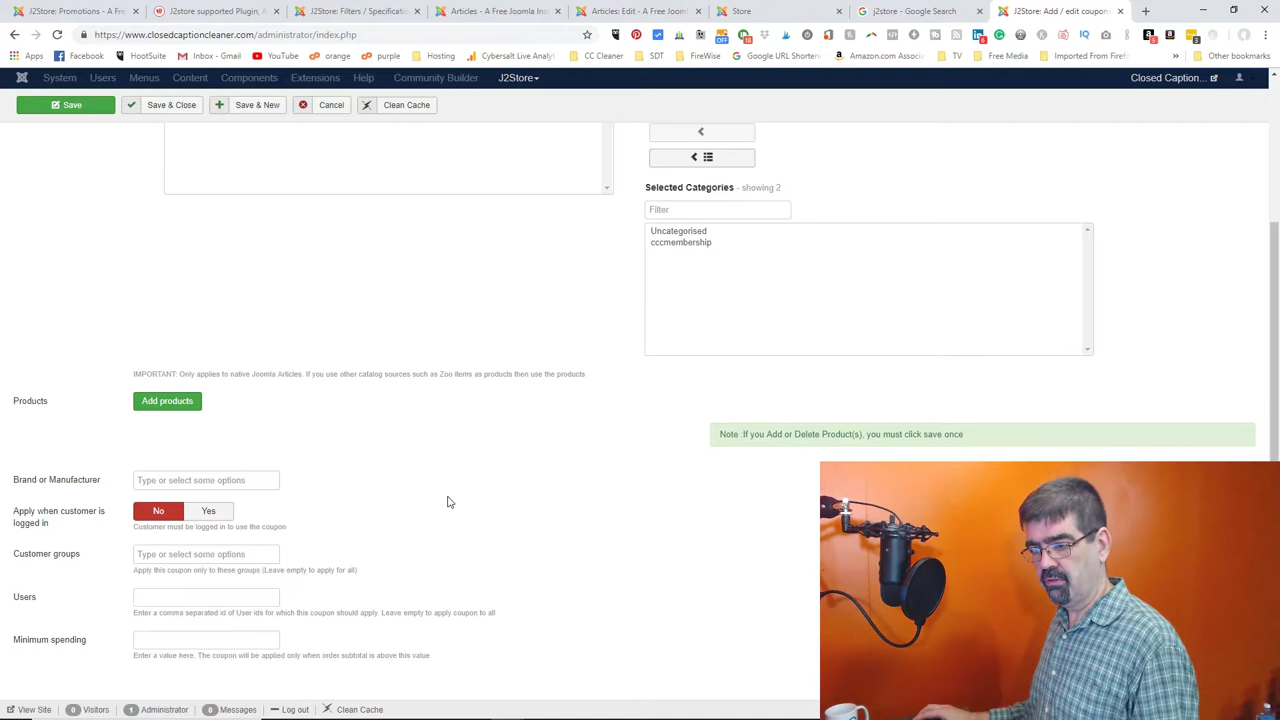 J2Store: Promotions - A Free
J2store supported Plugin, A
J2Store: Filters / Specificatio
Articles - A Free Joomla Inst
Articles: Edit - A Free Jooml
Store
j2store - Google Search
J2Store: Add / edit coupon
https://www.closedcaptioncleaner.com/administrator/index.php
Apps Facebook HootSuite Inbox - Gmail YouTube orange purple Hosting Cybersalt Live Analyt CC Cleaner SDT FireWise Google URL Shorten Amazon.com Associat TV Free Media Imported From Firefo » Other bookmarks
System Users Menus Content Components Extensions Help Community Builder J2Store Closed Caption...
Save Save & Close Save & New Cancel Clean Cache
Selected Categories - showing 2
Filter
Uncategorised
cccmembership
IMPORTANT: Only applies to native Joomla Articles. If you use other catalog sources such as Zoo items as products then use the products
Products Add products
Note :If you Add or Delete Product(s), you must click save once
Brand or Manufacturer Type or select some options
Apply when customer is
logged in
No Yes
Customer must be logged in to use the coupon
Customer groups Type or select some options
Apply this coupon only to these groups (Leave empty to apply for all)
Users
Enter a comma separated id of User ids for which this coupon should apply. Leave empty to apply coupon to all
Minimum spending
Enter a value here. The coupon will be applied only when order subtotal is above this value
View Site 0 Visitors 1 Administrator 0 Messages Log out Clean Cache